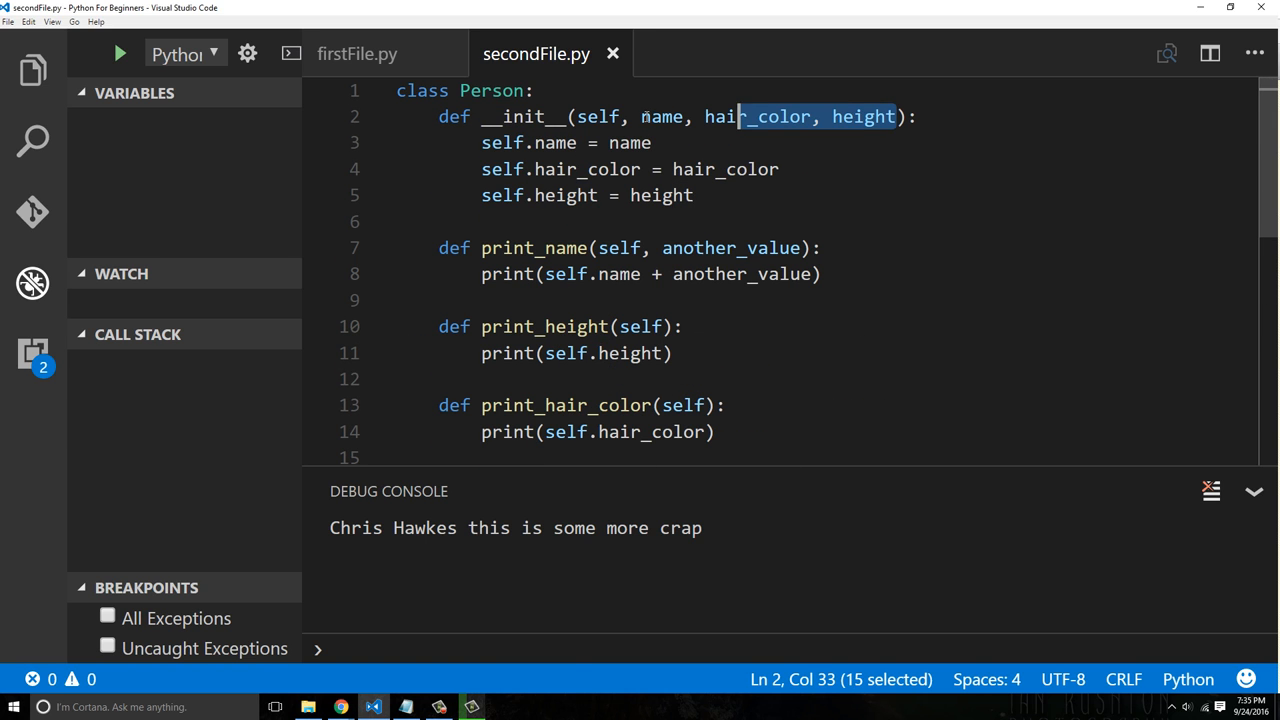 secondFile.py - Python For Beginners - Visual Studio Code
File Edit View Go Help
Pythor
firstFile.py
secondFile.py
VARIABLES
WATCH
CALL STACK
2
BREAKPOINTS
All Exceptions
Uncaught Exceptions
1 class Person:
2 def __init__(self, name, hair_color, height):
3 self.name = name
4 self.hair_color = hair_color
5 self.height = height
6
7 def print_name(self, another_value):
8 print(self.name + another_value)
9
10 def print_height(self):
11 print(self.height)
12
13 def print_hair_color(self):
14 print(self.hair_color)
15
DEBUG CONSOLE
Chris Hawkes this is some more crap
0 0
Ln 2, Col 33 (15 selected) Spaces: 4 UTF-8 CRLF Python
I'm Cortana. Ask me anything.
7:35 PM
9/24/2016